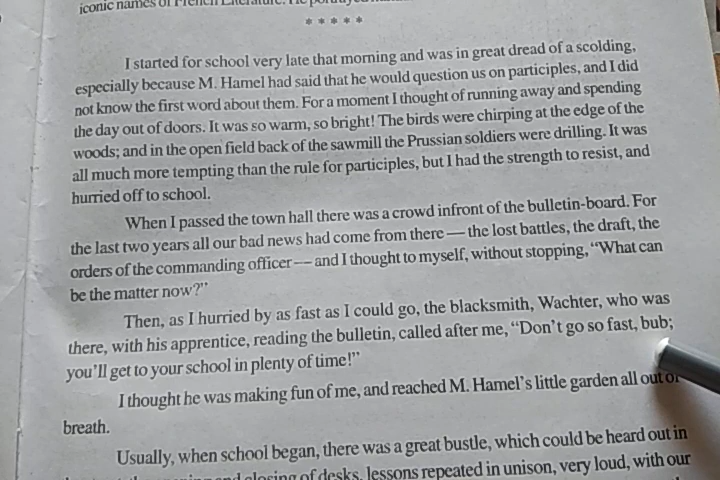 iconic names of French Literature. He portrayed
* * * * *
I started for school very late that morning and was in great dread of a scolding,
especially because M. Hamel had said that he would question us on participles, and I did
not know the first word about them. For a moment I thought of running away and spending
the day out of doors. It was so warm, so bright! The birds were chirping at the edge of the
woods; and in the open field back of the sawmill the Prussian soldiers were drilling. It was
all much more tempting than the rule for participles, but I had the strength to resist, and
hurried off to school.
When I passed the town hall there was a crowd infront of the bulletin-board. For
the last two years all our bad news had come from there — the lost battles, the draft, the
orders of the commanding officer — and I thought to myself, without stopping, “What can
be the matter now?”
Then, as I hurried by as fast as I could go, the blacksmith, Wachter, who was
there, with his apprentice, reading the bulletin, called after me, “Don’t go so fast, bub;
you’ll get to your school in plenty of time!”
I thought he was making fun of me, and reached M. Hamel’s little garden all out of
breath.
Usually, when school began, there was a great bustle, which could be heard out in
and closing of desks, lessons repeated in unison, very loud, with our